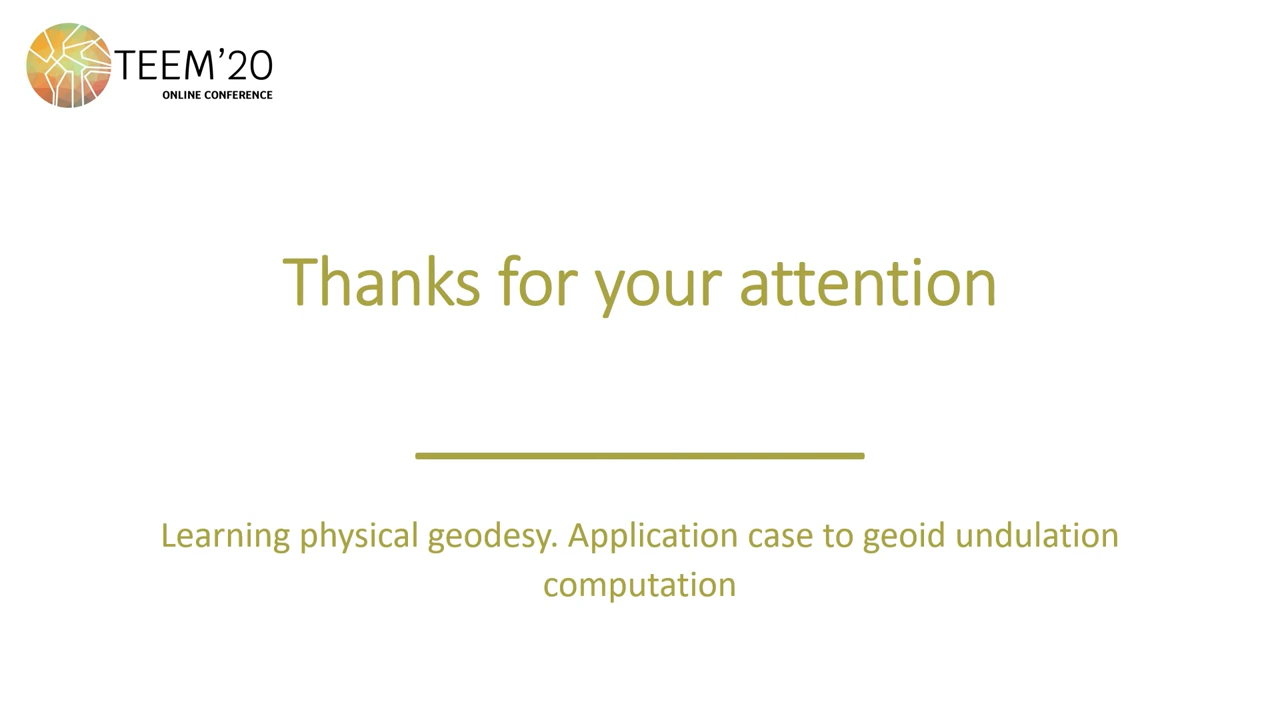 TEEM’20
ONLINE CONFERENCE
Thanks for your attention
Learning physical geodesy. Application case to geoid undulation
computation